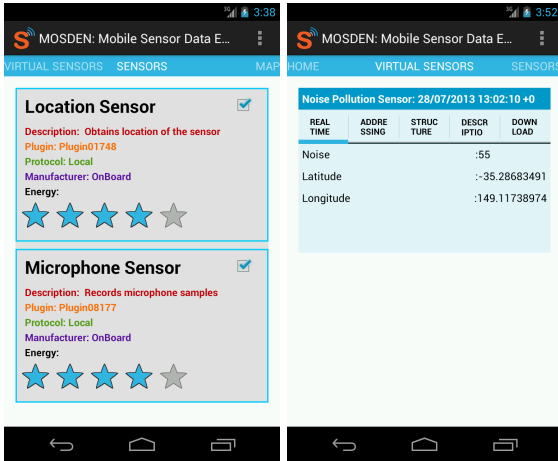 3G 3:38
MOSDEN: Mobile Sensor Data E...
VIRTUAL SENSORS SENSORS MAP
Location Sensor
Description: Obtains location of the sensor
Plugin: Plugin01748
Protocol: Local
Manufacturer: OnBoard
Energy:
Microphone Sensor
Description: Records microphone samples
Plugin: Plugin08177
Protocol: Local
Manufacturer: OnBoard
Energy:
3G 3:52
MOSDEN: Mobile Sensor Data E...
HOME VIRTUAL SENSORS SENSORS
Noise Pollution Sensor: 28/07/2013 13:02:10 +0
REAL TIME ADDRE SSING STRUC TURE DESCR IPTIO DOWN LOAD
Noise :55
Latitude :-35.28683491
Longitude :149.11738974